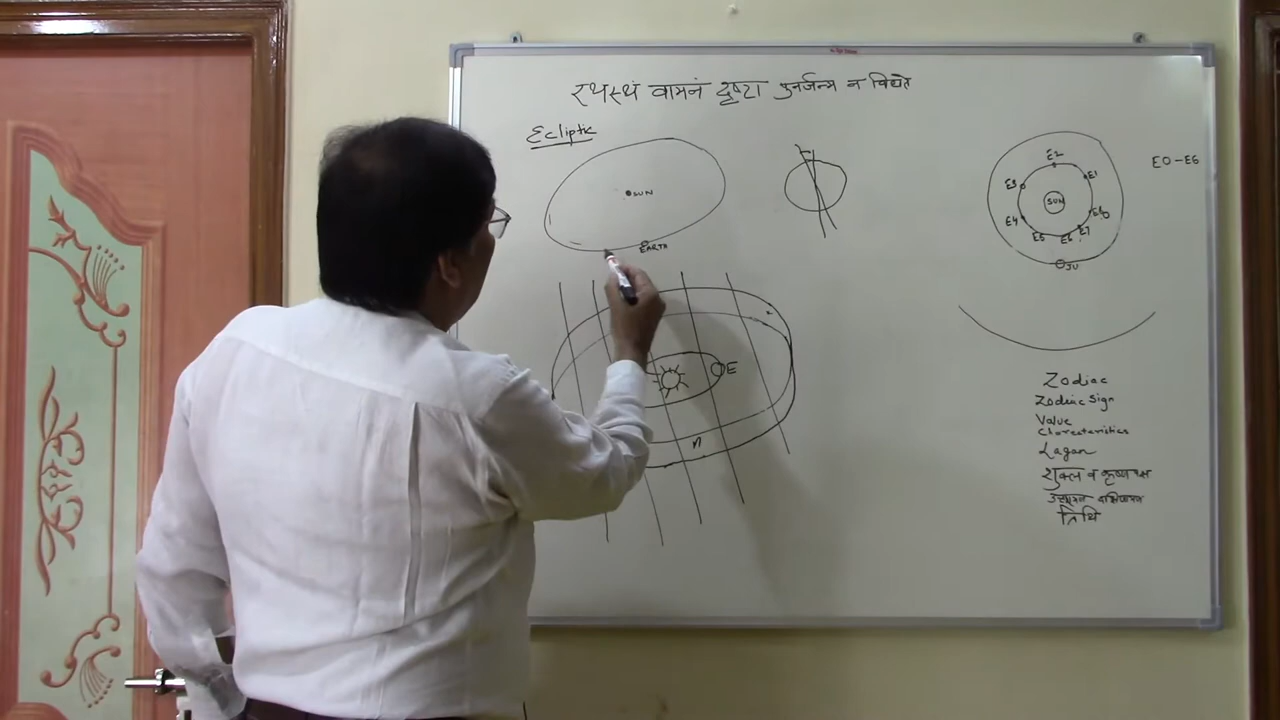 रथस्थं वामनं दृष्टा पुनर्जन्म न विद्यते
Ecliptic
SUN
EARTH
E
n
E2
E3
E1
SUN
E4
E0
E5
E6
E7
JU
E0-E6
Zodiac
Zodiac Sign
Value
Charecteristics
Lagan
शुक्ल व कृष्ण पक्ष
तिथि